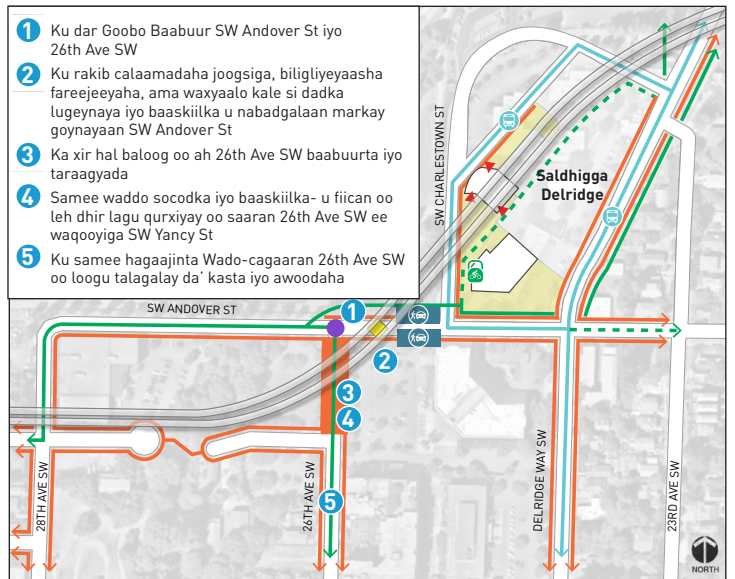 1 Ku dar Goobo Baabuur SW Andover St iyo
26th Ave SW
2 Ku rakib calaamadaha joogsiga, biligliyeyaasha
fareejeeyaha, ama waxyaalo kale si dadka
lugeynaya iyo baaskiilka u nabadgalaan markay
goynayaan SW Andover St
3 Ka xir hal baloog oo ah 26th Ave SW baabuurta iyo
taraagyada
4 Samee waddo socodka iyo baaskiilka- u fiican oo
leh dhir lagu qurxiyay oo saaran 26th Ave SW ee
waqooyiga SW Yancy St
5 Ku samee hagaajinta Wado-cagaaran 26th Ave SW
oo loogu talagalay da' kasta iyo awoodaha
SW CHARLESTOWN ST
Saldhigga
Delridge
SW ANDOVER ST
1
2
3
4
5
28TH AVE SW
26TH AVE SW
DELRIDGE WAY SW
23RD AVE SW
NORTH